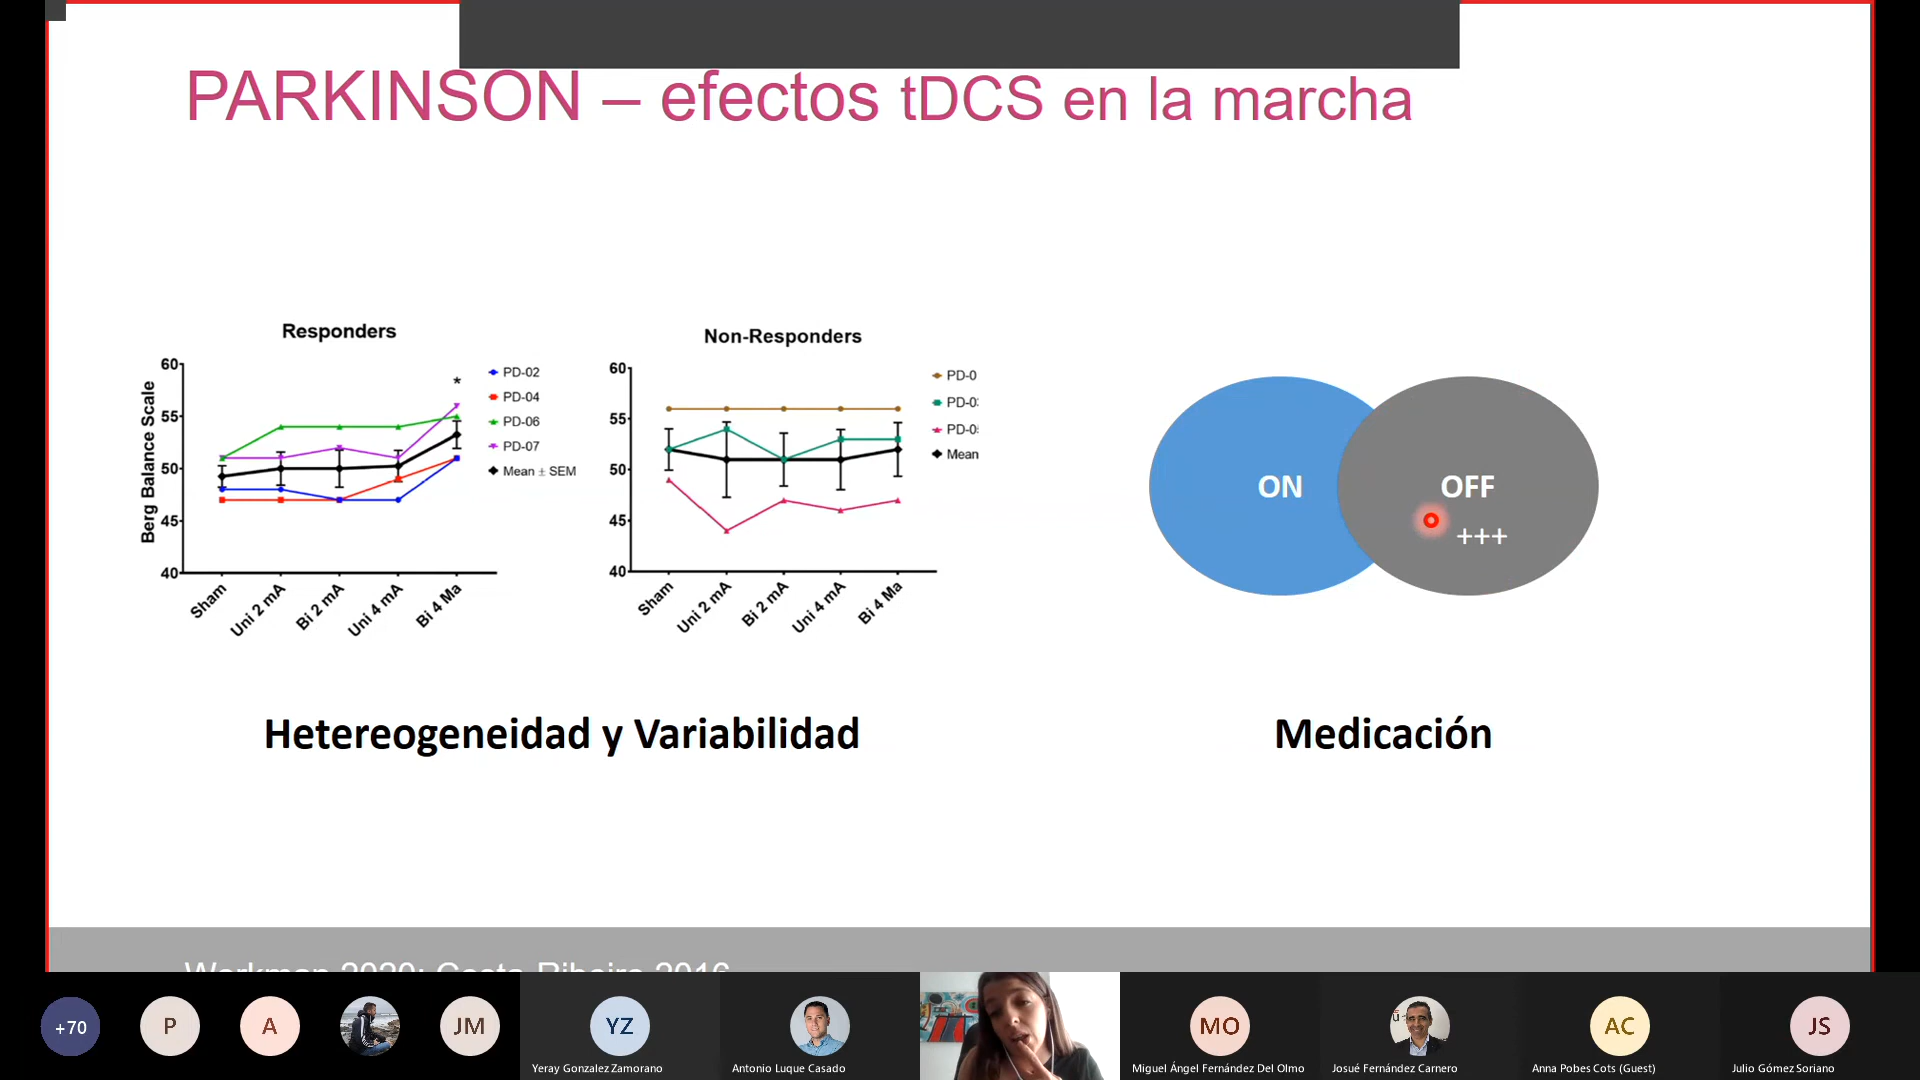 PARKINSON – efectos tDCS en la marcha
Responders
Berg Balance Scale
60
55
50
45
40
Sham
Uni 2 mA
Bi 2 mA
Uni 4 mA
Bi 4 Ma
*
PD-02
PD-04
PD-06
PD-07
Mean ± SEM
Non-Responders
60
55
50
45
40
Sham
Uni 2 mA
Bi 2 mA
Uni 4 mA
Bi 4 Ma
PD-0
PD-0
PD-0
Mean
ON
OFF
+++
Hetereogeneidad y Variabilidad
Medicación
Workman 2020; Costa-Ribeiro 2016
+70
P
A
JM
YZ
Yeray Gonzalez Zamorano
Antonio Luque Casado
MO
Miguel Ángel Fernández Del Olmo
Josué Fernández Carnero
AC
Anna Pobes Cots (Guest)
JS
Julio Gómez Soriano